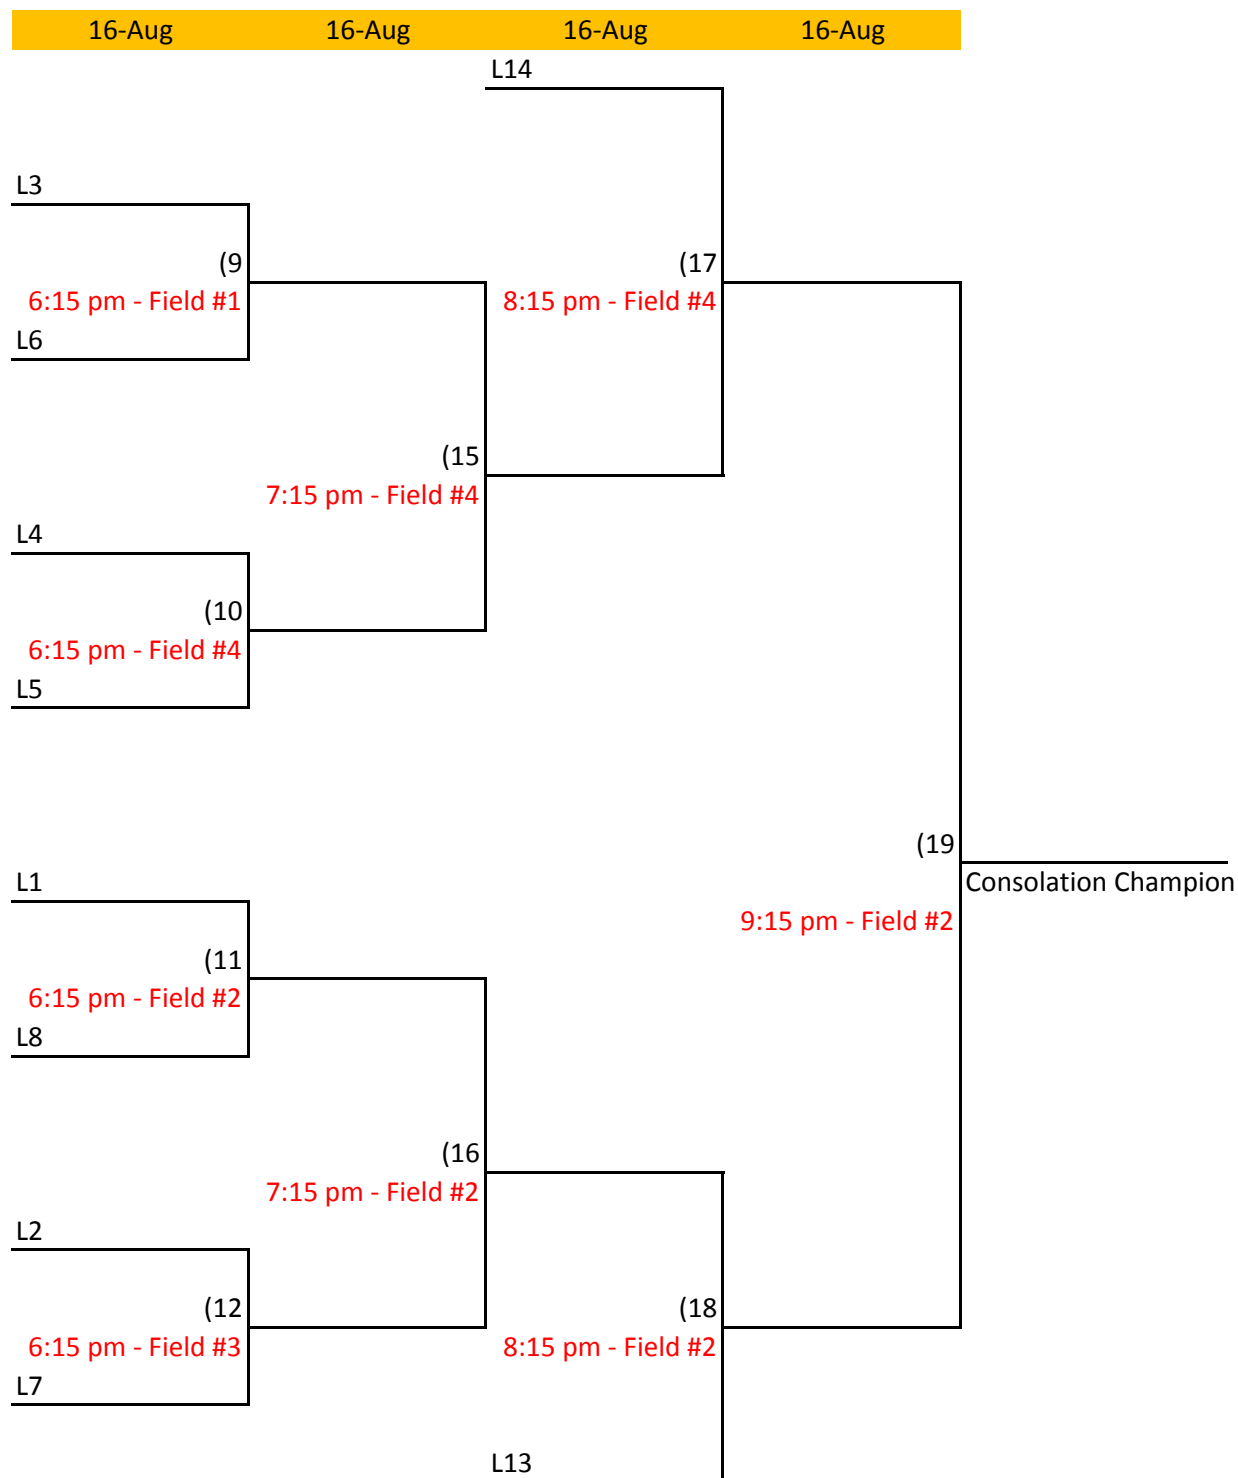 16-Aug 16-Aug 16-Aug 16-Aug
L14
L3
(9
(17
6:15 pm - Field #1
8:15 pm - Field #4
L6
(15
7:15 pm - Field #4
L4
(10
6:15 pm - Field #4
L5
(19
L1
Consolation Champion
9:15 pm - Field #2
(11
6:15 pm - Field #2
L8
(16
7:15 pm - Field #2
L2
(12
(18
6:15 pm - Field #3
8:15 pm - Field #2
L7
L13